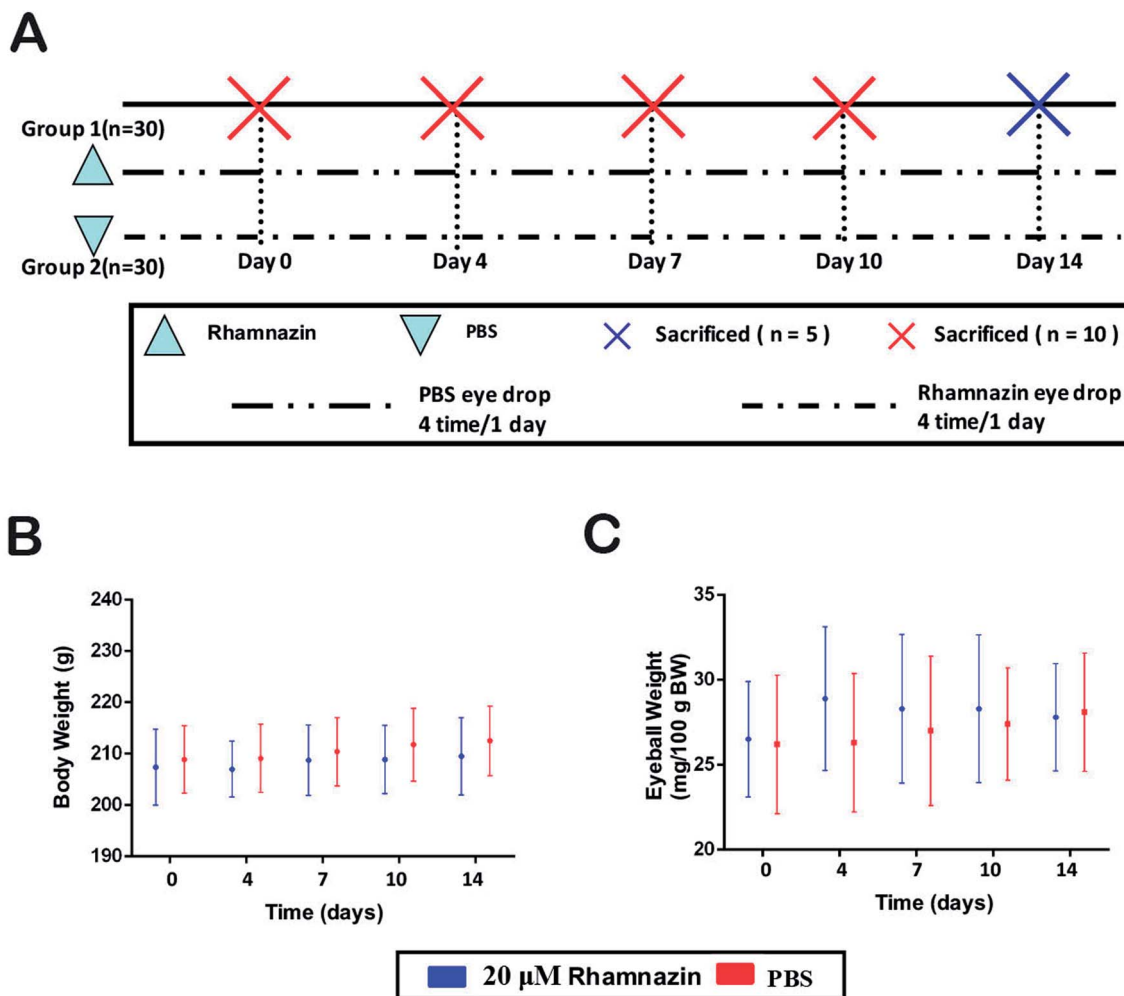 A
Group 1(n=30)
Group 2(n=30)
Day 0
Day 4
Day 7
Day 10
Day 14
Rhamnazin
PBS
Sacrificed ( n = 5 )
Sacrificed ( n = 10 )
PBS eye drop
4 time/1 day
Rhamnazin eye drop
4 time/1 day
B
Body Weight (g)
240
230
220
210
200
190
0 4 7 10 14
Time (days)
C
Eyeball Weight
(mg/100 g BW)
35
30
25
20
0 4 7 10 14
Time (days)
20 μM Rhamnazin PBS